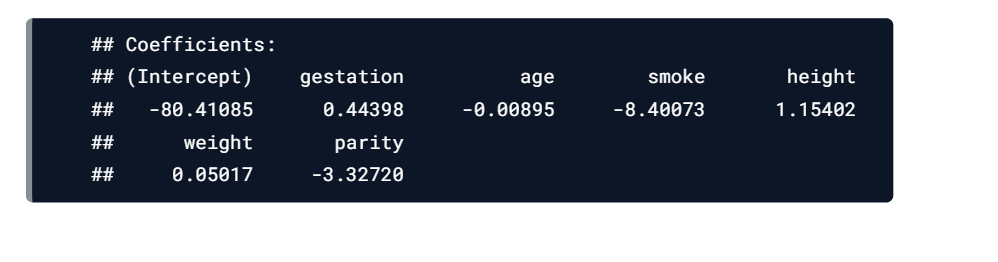 ## Coefficients:
## (Intercept)    gestation          age        smoke       height
##   -80.41085      0.44398     -0.00895     -8.40073      1.15402
##      weight       parity
##     0.05017     -3.32720